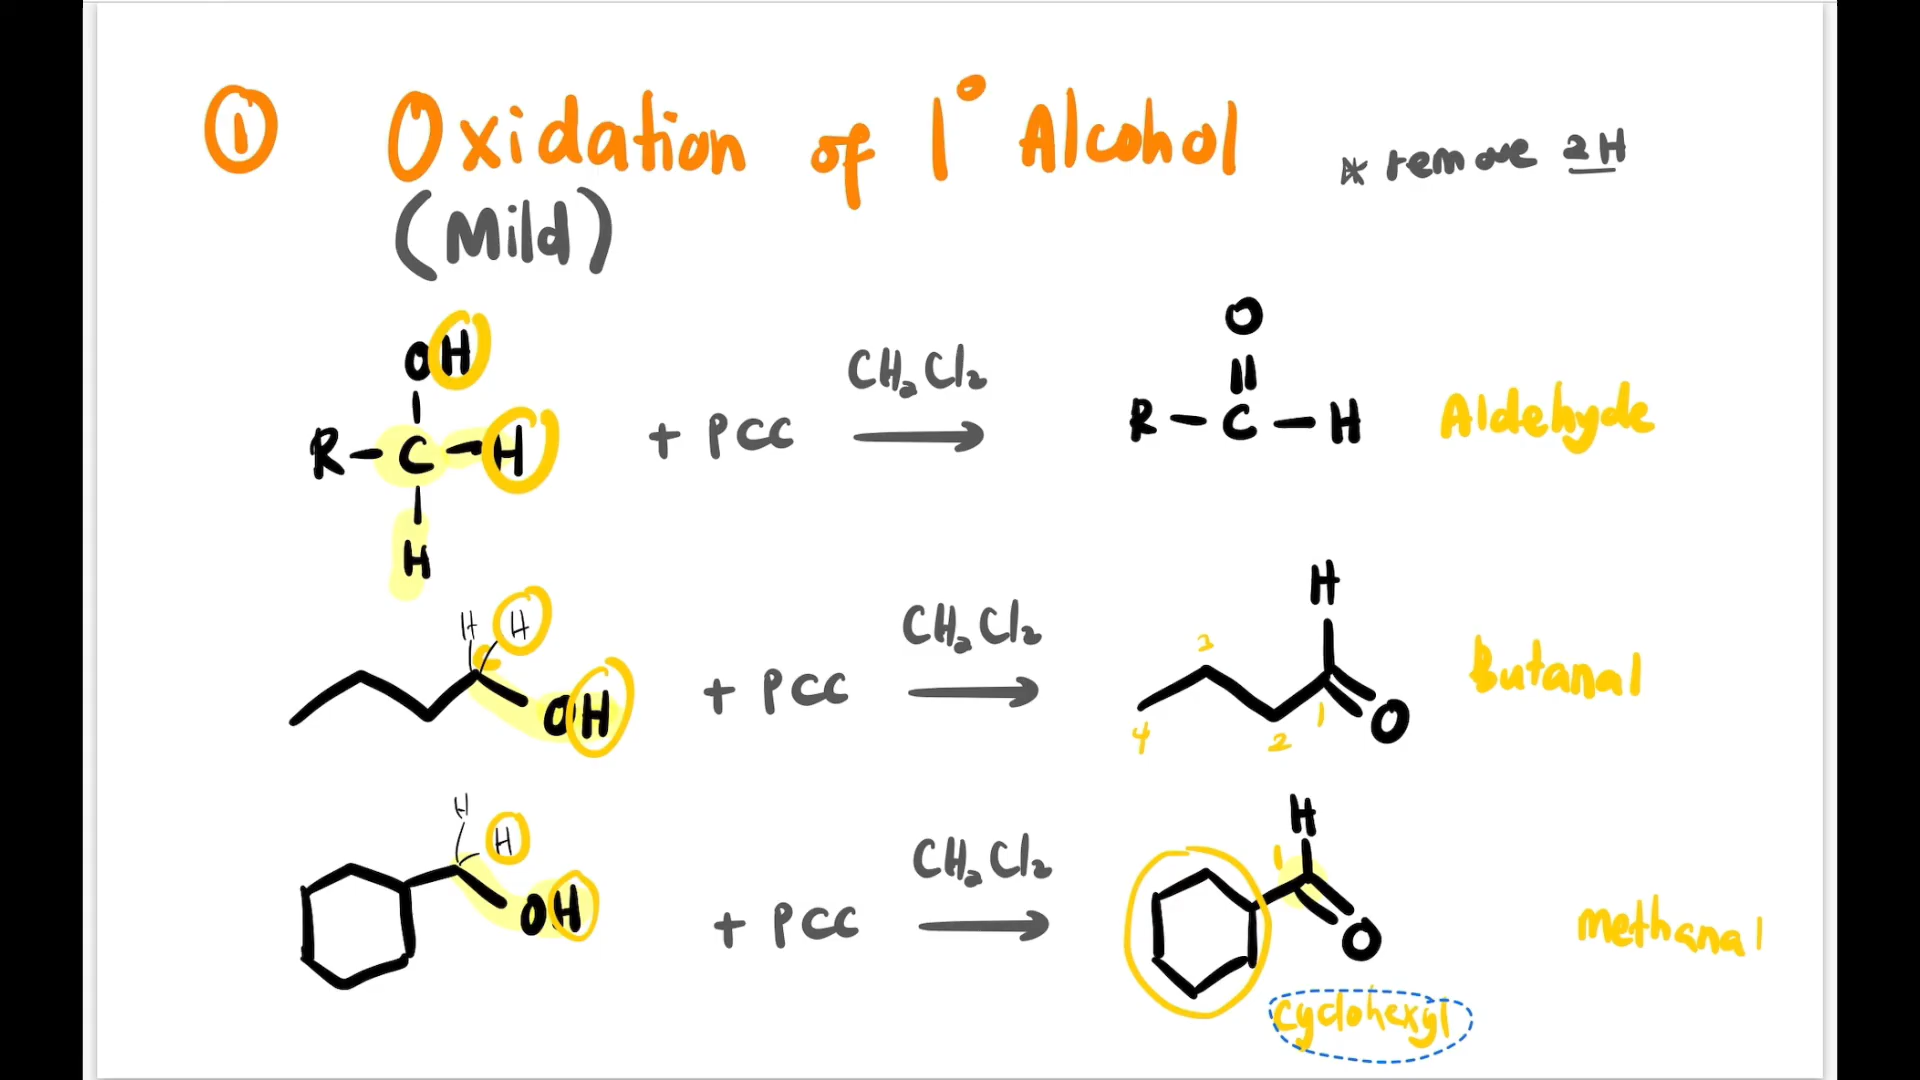 ① Oxidation of 1° Alcohol * remove 2H
(Mild)
OH
R-C-H + PCC CH₂Cl₂ R-C-H Aldehyde
O
H
H H
OH + PCC CH₂Cl₂ H O Butanal
4 3 2 1
H H
OH + PCC CH₂Cl₂ H 1 O methanal
cyclohexyl